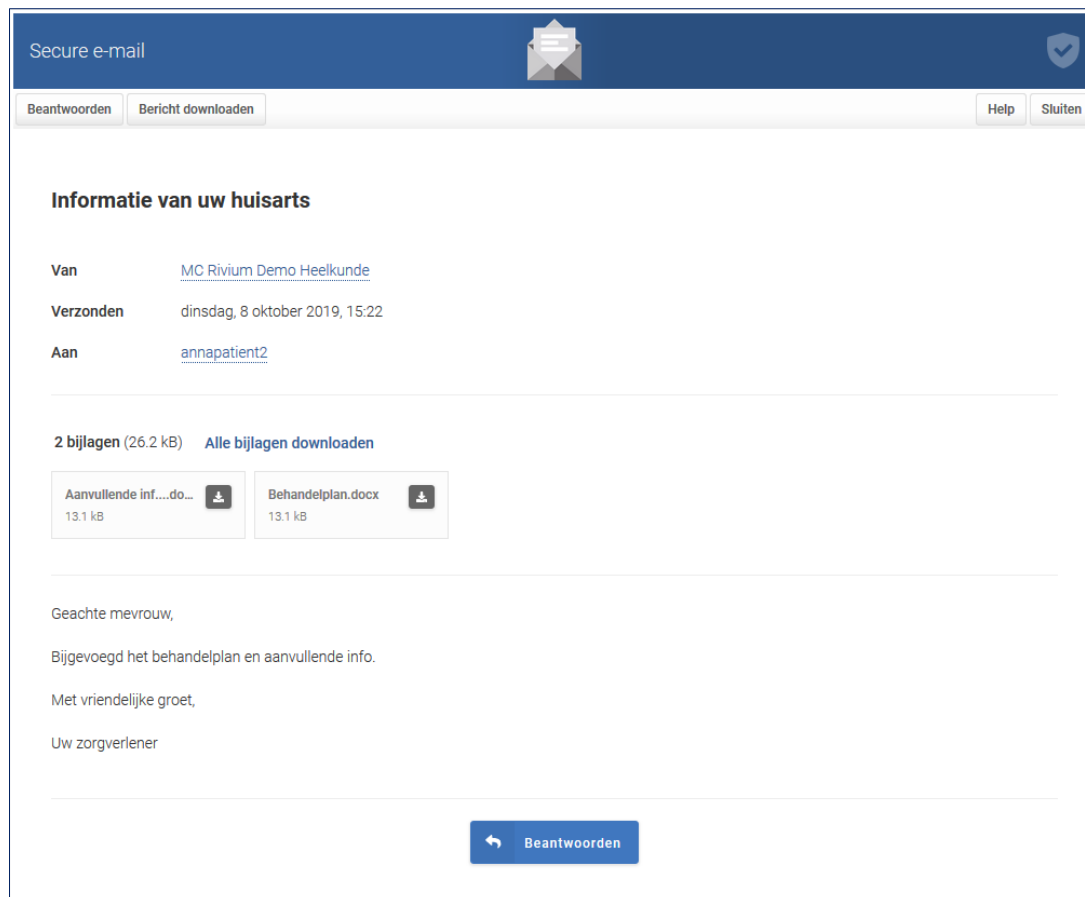 Secure e-mail
Beantwoorden Bericht downloaden Help Sluiten
Informatie van uw huisarts
Van MC Rivium Demo Heelkunde
Verzonden dinsdag, 8 oktober 2019, 15:22
Aan annapatient2
2 bijlagen (26.2 kB) Alle bijlagen downloaden
Aanvullende inf....do... Behandelplan.docx
13.1 kB 13.1 kB
Geachte mevrouw,
Bijgevoegd het behandelplan en aanvullende info.
Met vriendelijke groet,
Uw zorgverlener
Beantwoorden